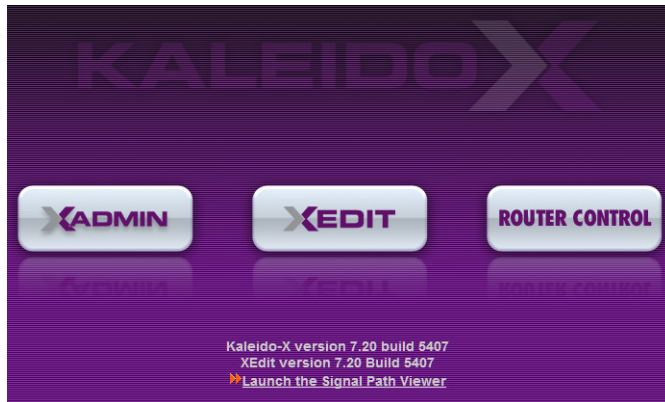 KALEIDOX
XADMIN
XEDIT
ROUTER CONTROL
Kaleido-X version 7.20 build 5407
XEdit version 7.20 Build 5407
Launch the Signal Path Viewer